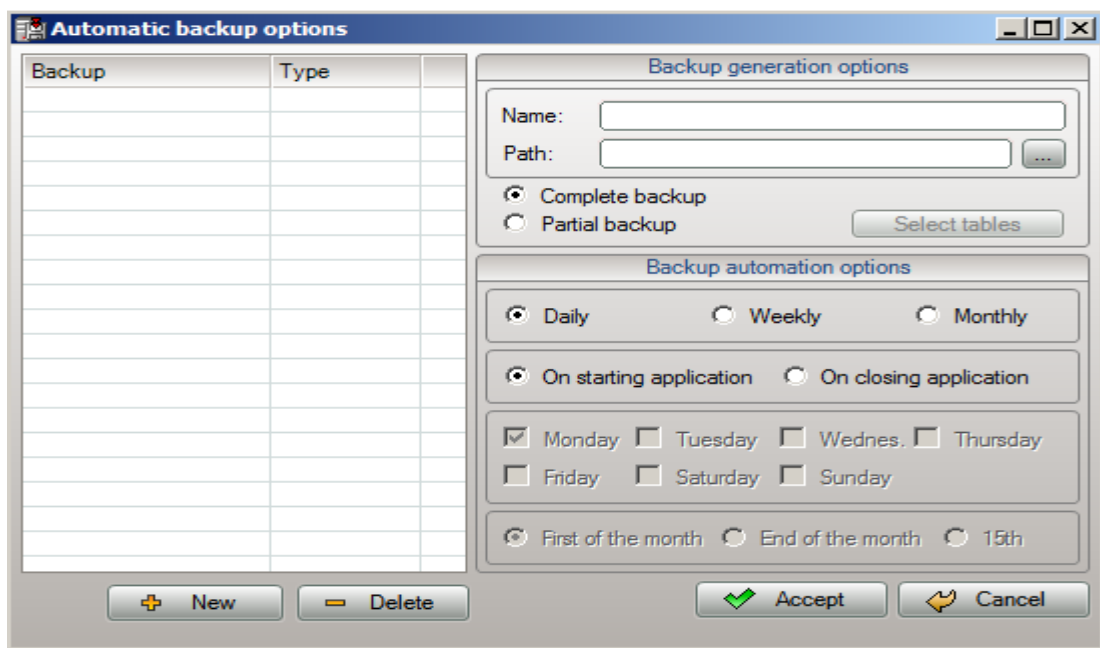 Automatic backup options
Backup Type
Backup generation options
Name:
Path: ...
Complete backup
Partial backup Select tables
Backup automation options
Daily Weekly Monthly
On starting application On closing application
Monday Tuesday Wednes. Thursday
Friday Saturday Sunday
First of the month End of the month 15th
New Delete Accept Cancel